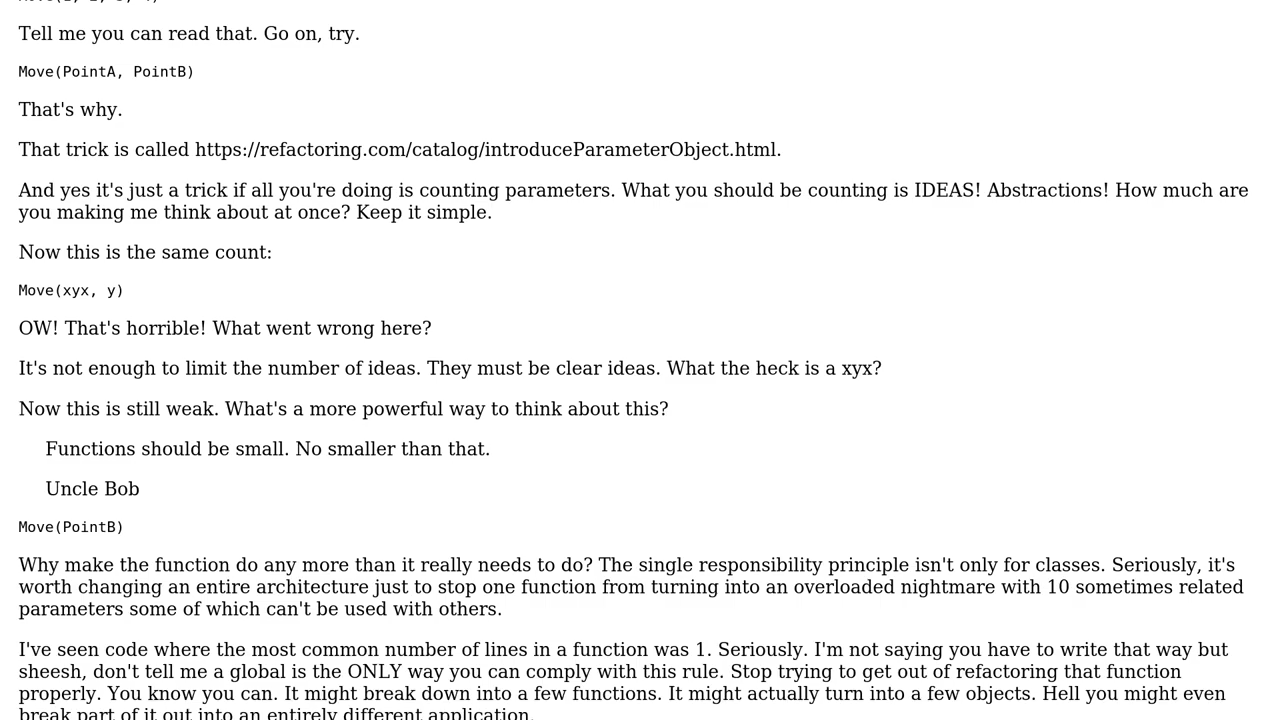 Tell me you can read that. Go on, try.
Move(PointA, PointB)
That's why.
That trick is called https://refactoring.com/catalog/introduceParameterObject.html.
And yes it's just a trick if all you're doing is counting parameters. What you should be counting is IDEAS! Abstractions! How much are
you making me think about at once? Keep it simple.
Now this is the same count:
Move(xyx, y)
OW! That's horrible! What went wrong here?
It's not enough to limit the number of ideas. They must be clear ideas. What the heck is a xyx?
Now this is still weak. What's a more powerful way to think about this?
Functions should be small. No smaller than that.
Uncle Bob
Move(PointB)
Why make the function do any more than it really needs to do? The single responsibility principle isn't only for classes. Seriously, it's
worth changing an entire architecture just to stop one function from turning into an overloaded nightmare with 10 sometimes related
parameters some of which can't be used with others.
I've seen code where the most common number of lines in a function was 1. Seriously. I'm not saying you have to write that way but
sheesh, don't tell me a global is the ONLY way you can comply with this rule. Stop trying to get out of refactoring that function
properly. You know you can. It might break down into a few functions. It might actually turn into a few objects. Hell you might even
break part of it out into an entirely different application.